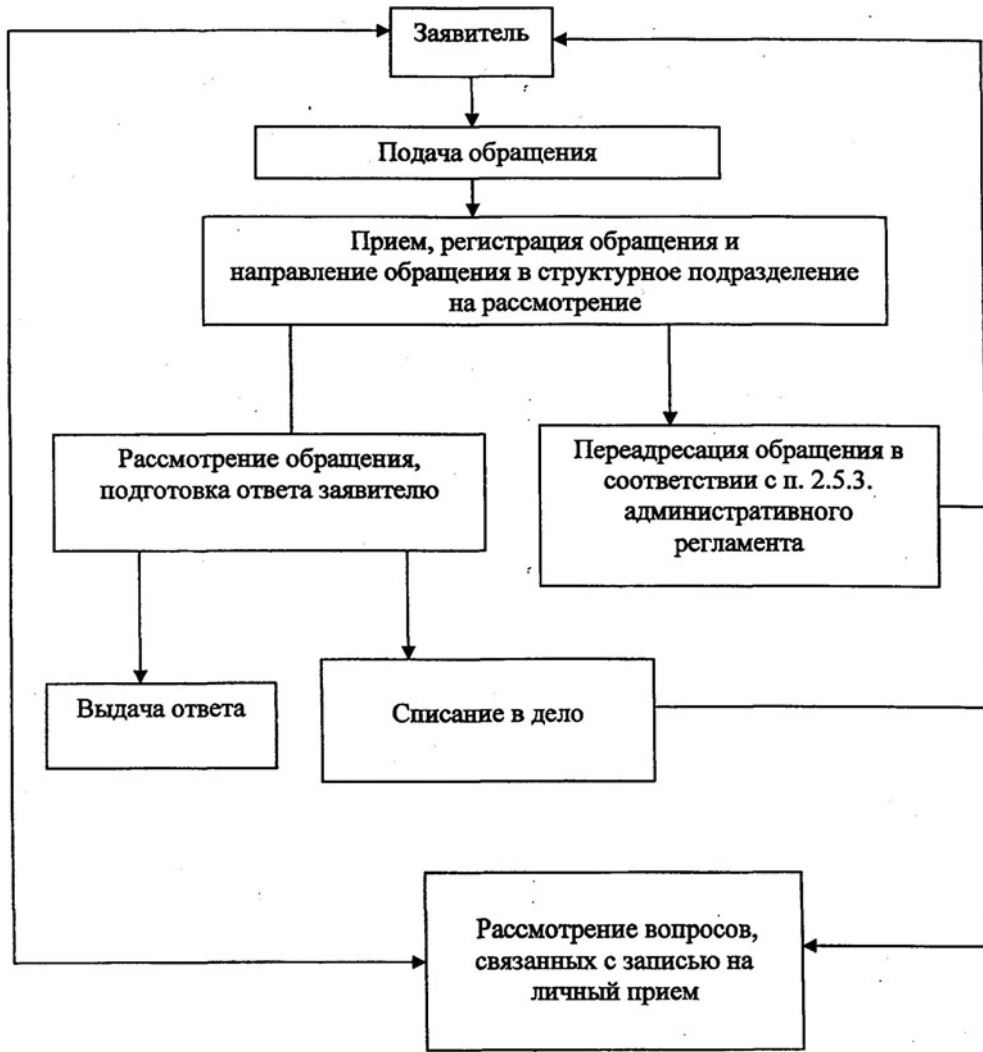 Заявитель
Подача обращения
Прием, регистрация обращения и
направление обращения в структурное подразделение
на рассмотрение
Рассмотрение обращения,
подготовка ответа заявителю
Переадресация обращения в
соответствии с п. 2.5.3.
административного
регламента
Выдача ответа
Списание в дело
Рассмотрение вопросов,
связанных с записью на
личный прием